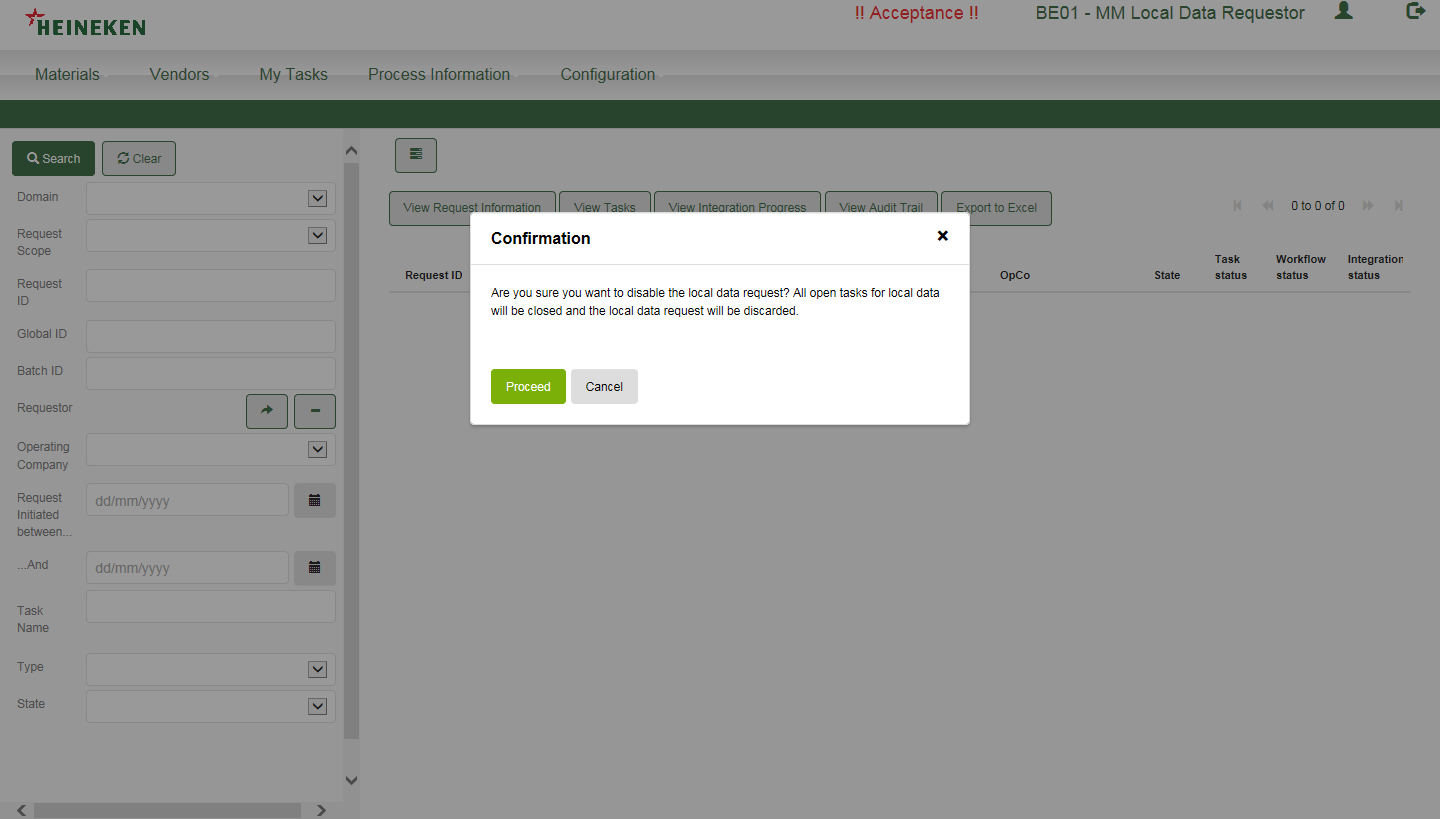 HEINEKEN
!! Acceptance !!
BE01 - MM Local Data Requestor
Materials
Vendors
My Tasks
Process Information
Configuration
Search
Clear
Domain
Request
Scope
Request
ID
Global ID
Batch ID
Requestor
Operating
Company
Request
Initiated
between...
dd/mm/yyyy
...And
dd/mm/yyyy
Task
Name
Type
State
View Request Information
View Tasks
View Integration Progress
View Audit Trail
Export to Excel
0 to 0 of 0
Request ID
OpCo
State
Task
status
Workflow
status
Integration
status
Confirmation
Are you sure you want to disable the local data request? All open tasks for local data
will be closed and the local data request will be discarded.
Proceed
Cancel